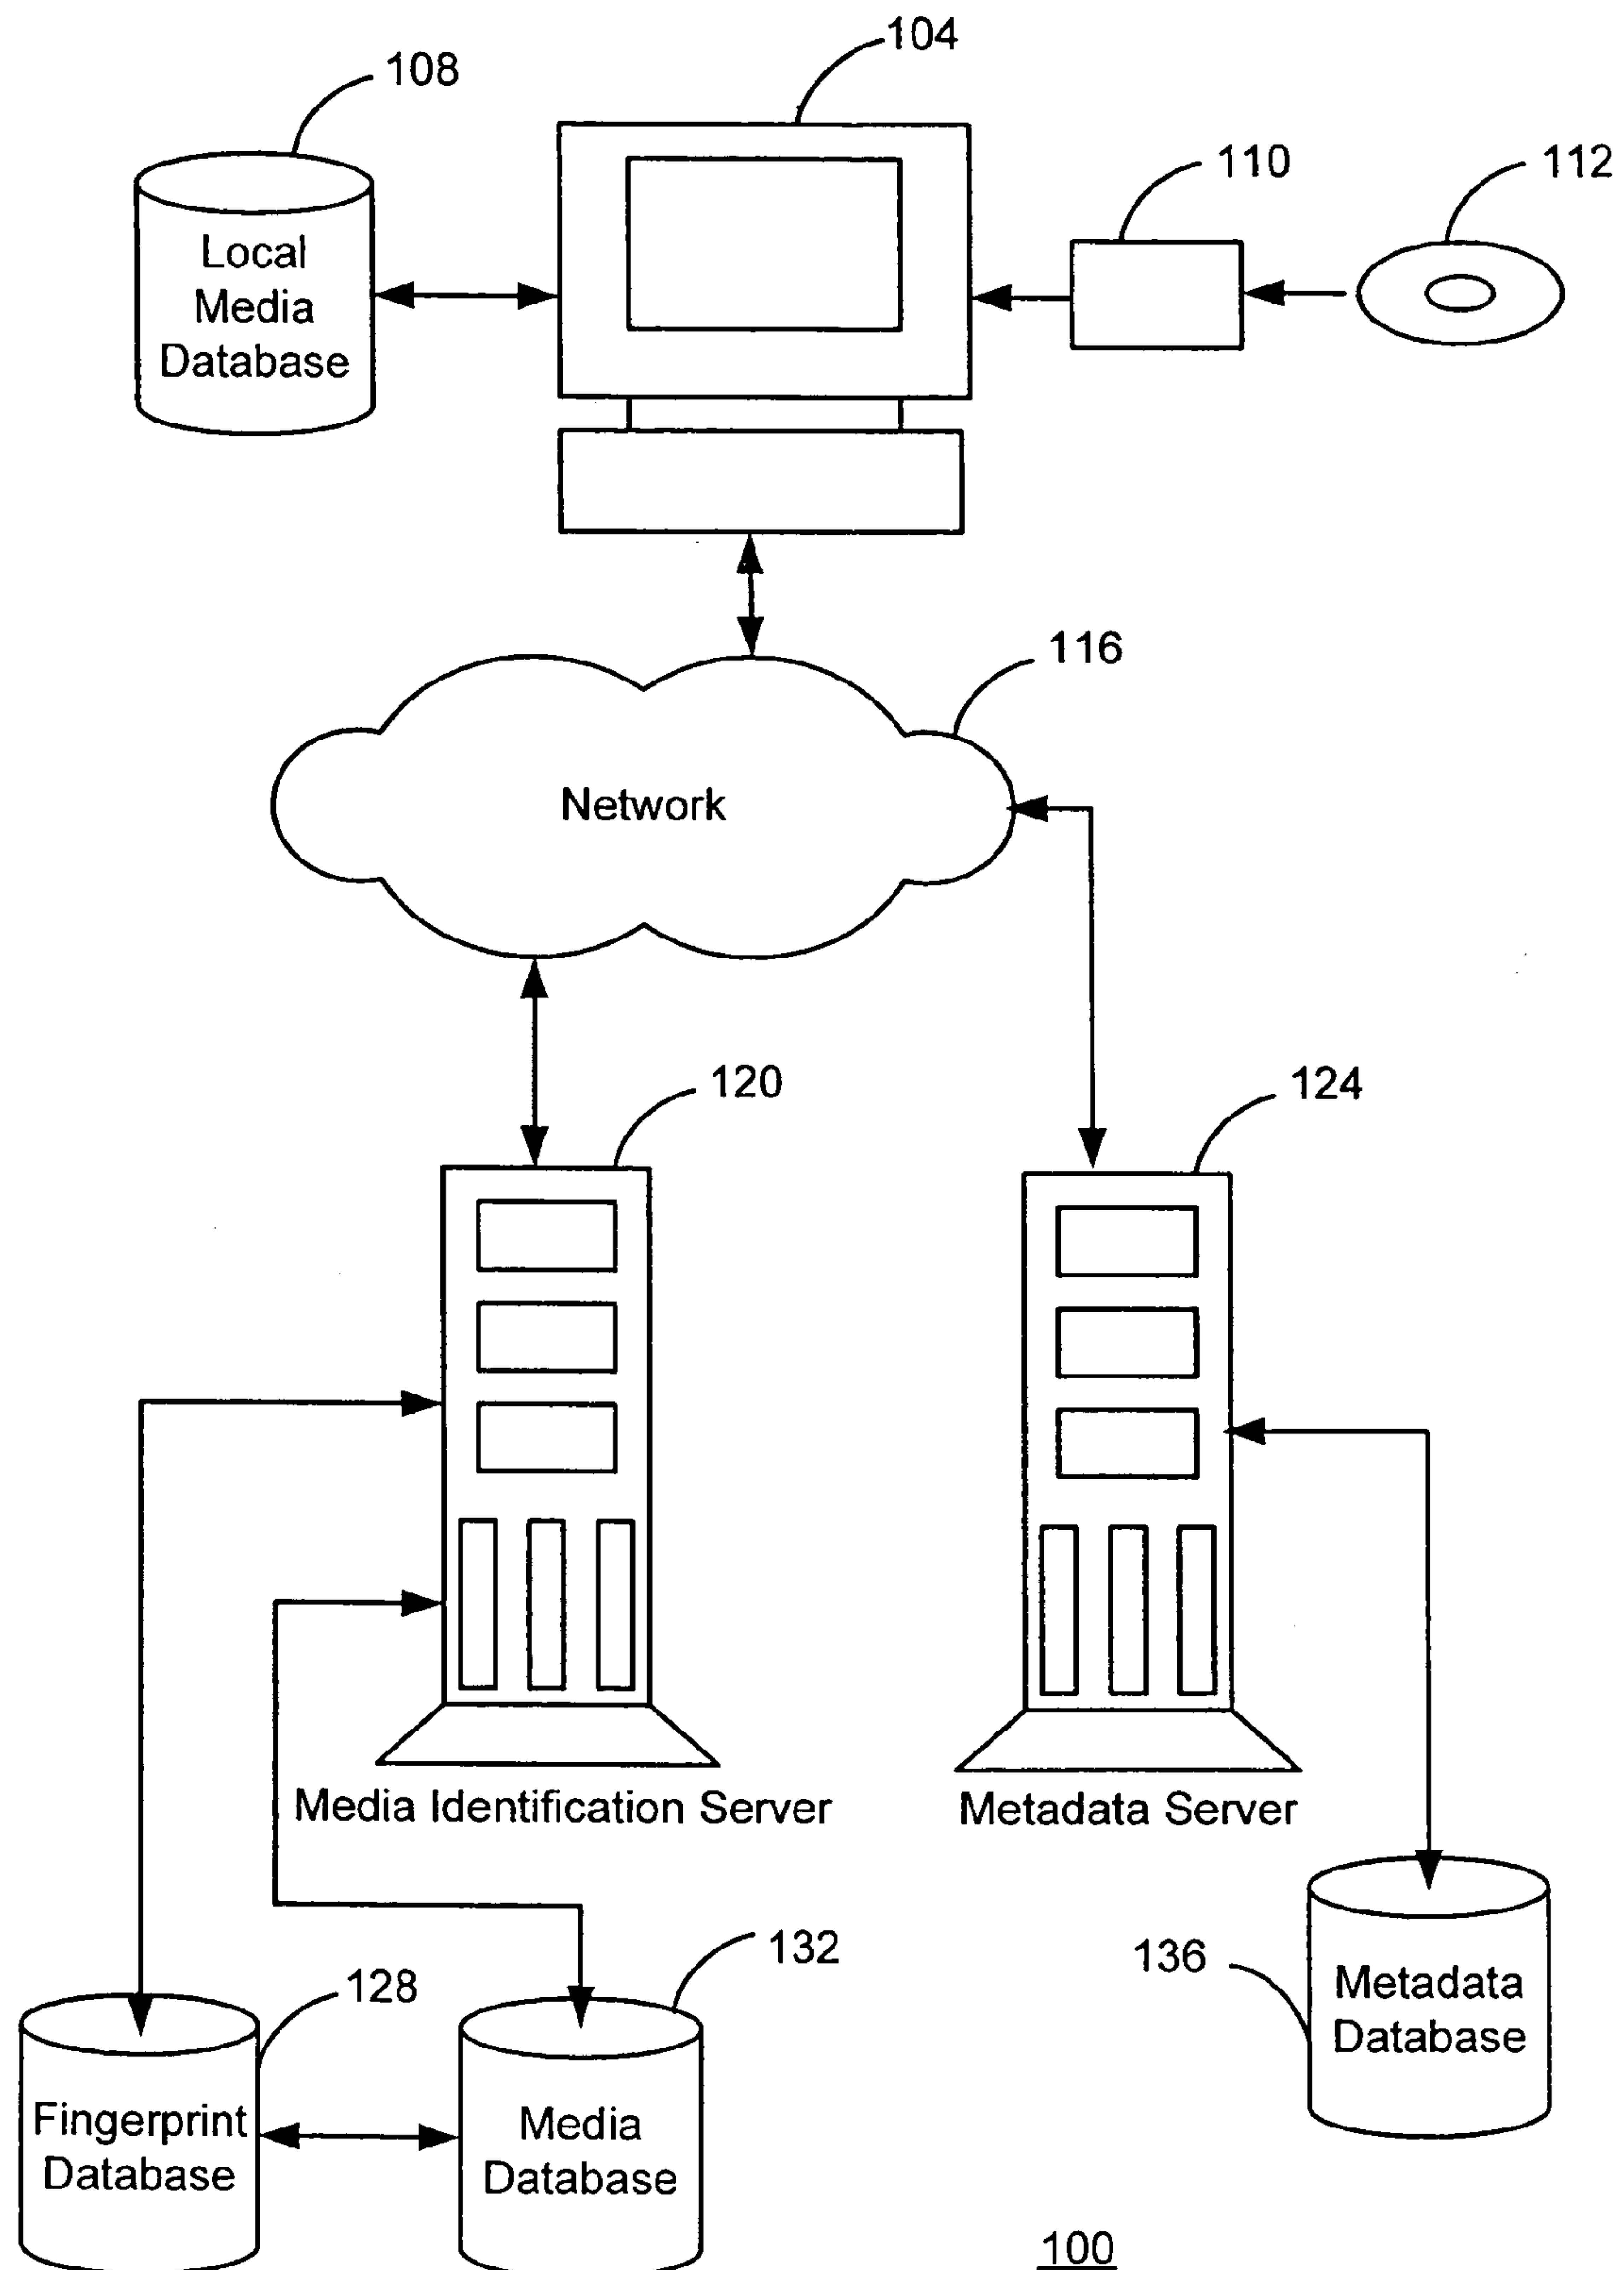 104
108
110
112
Local
Media
Database
116
Network
120
124
Media Identification Server
Metadata Server
132
136
128
Metadata
Database
Fingerprint
Database
Media
Database
100